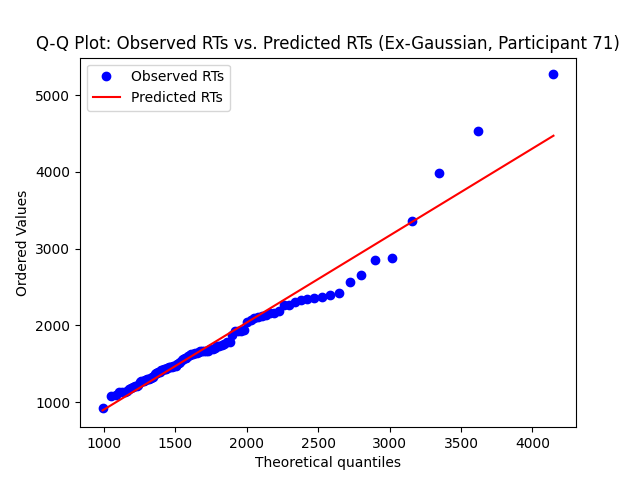 Q-Q Plot: Observed RTs vs. Predicted RTs (Ex-Gaussian, Participant 71)
Observed RTs
Predicted RTs
5000
4000
3000
2000
1000
Ordered Values
1000 1500 2000 2500 3000 3500 4000
Theoretical quantiles